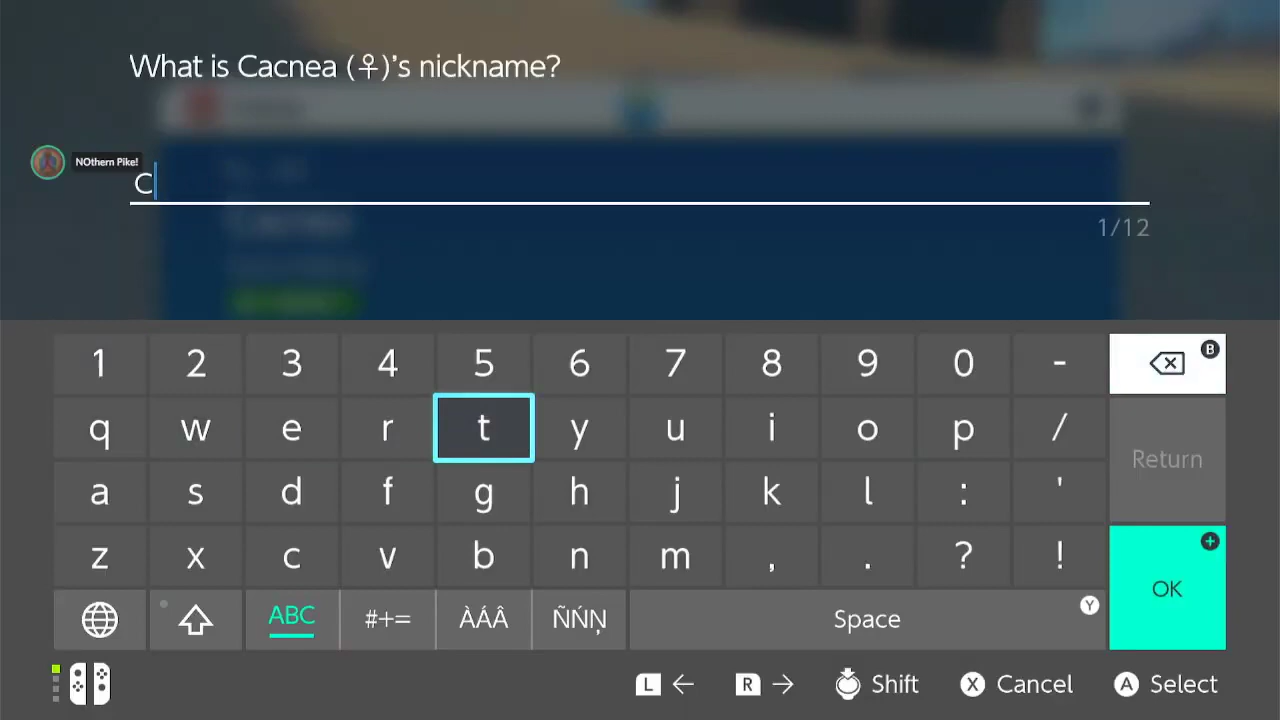 What is Cacnea (♀)'s nickname?
NOthern Pike!
C
1/12
1 2 3 4 5 6 7 8 9 0 - B
q w e r t y u i o p /
Return
a s d f g h j k l : '
z x c v b n m , . ? !
+
OK
ABC #+= ÀÁÂ ÑŃŅ Space Y
L ← R → Shift X Cancel A Select